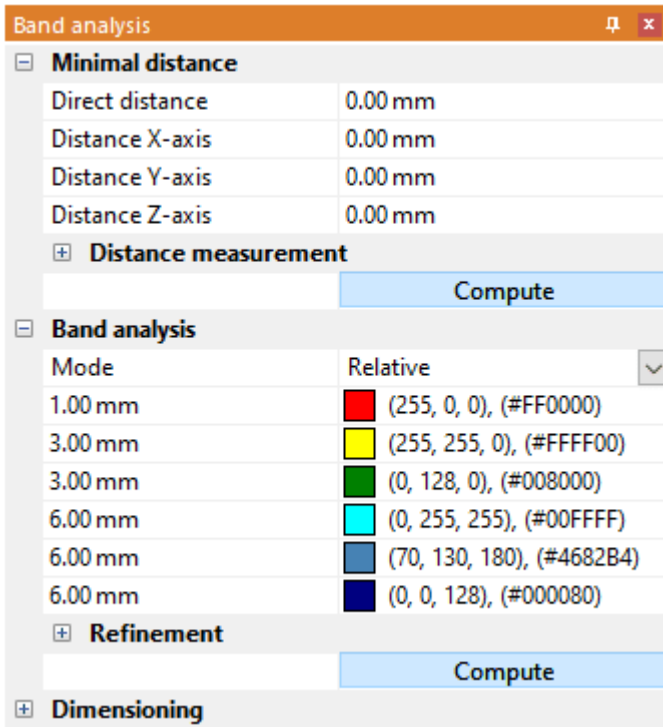 Band analysis
Minimal distance
Direct distance 0.00 mm
Distance X-axis 0.00 mm
Distance Y-axis 0.00 mm
Distance Z-axis 0.00 mm
Distance measurement
Compute
Band analysis
Mode Relative
1.00 mm (255, 0, 0), (#FF0000)
3.00 mm (255, 255, 0), (#FFFF00)
3.00 mm (0, 128, 0), (#008000)
6.00 mm (0, 255, 255), (#00FFFF)
6.00 mm (70, 130, 180), (#4682B4)
6.00 mm (0, 0, 128), (#000080)
Refinement
Compute
Dimensioning